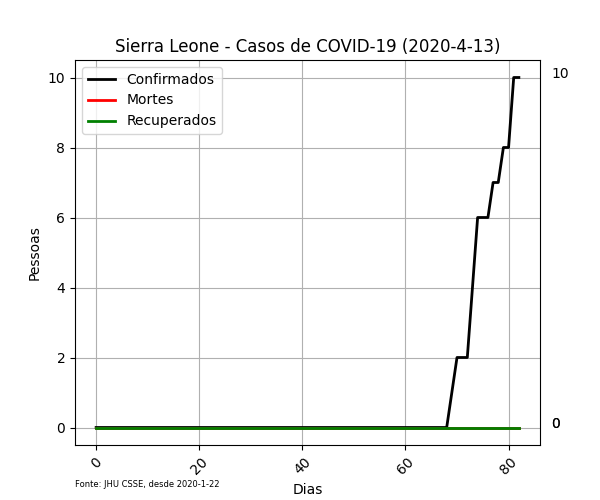 Sierra Leone - Casos de COVID-19 (2020-4-13)
Confirmados
Mortes
Recuperados
10
8
6
4
2
0
Pessoas
10
0
0
20
40
60
80
Dias
Fonte: JHU CSSE, desde 2020-1-22